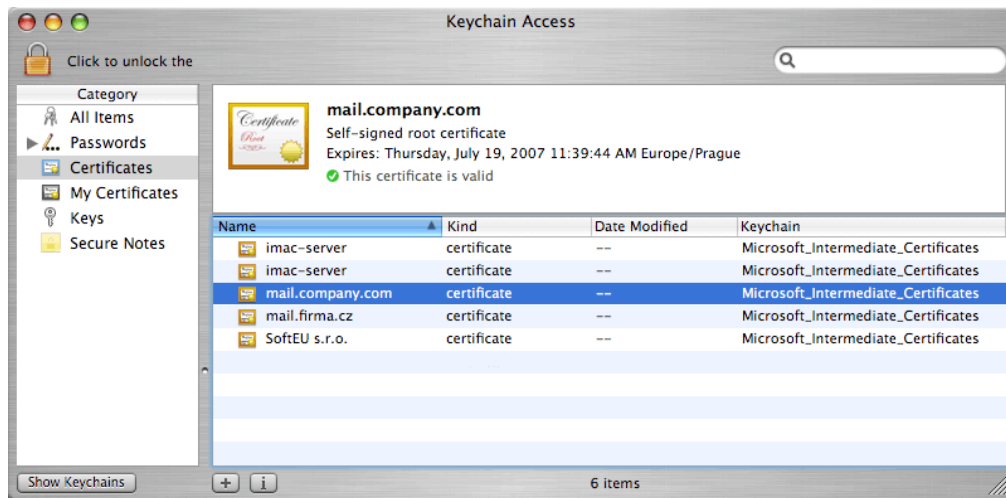 Keychain Access
Click to unlock the
Category
All Items
Passwords
Certificates
My Certificates
Keys
Secure Notes
Certificate
Root
mail.company.com
Self-signed root certificate
Expires: Thursday, July 19, 2007 11:39:44 AM Europe/Prague
This certificate is valid
Name Kind Date Modified Keychain
imac-server certificate -- Microsoft_Intermediate_Certificates
imac-server certificate -- Microsoft_Intermediate_Certificates
mail.company.com certificate -- Microsoft_Intermediate_Certificates
mail.firma.cz certificate -- Microsoft_Intermediate_Certificates
SoftEU s.r.o. certificate -- Microsoft_Intermediate_Certificates
Show Keychains + i 6 items